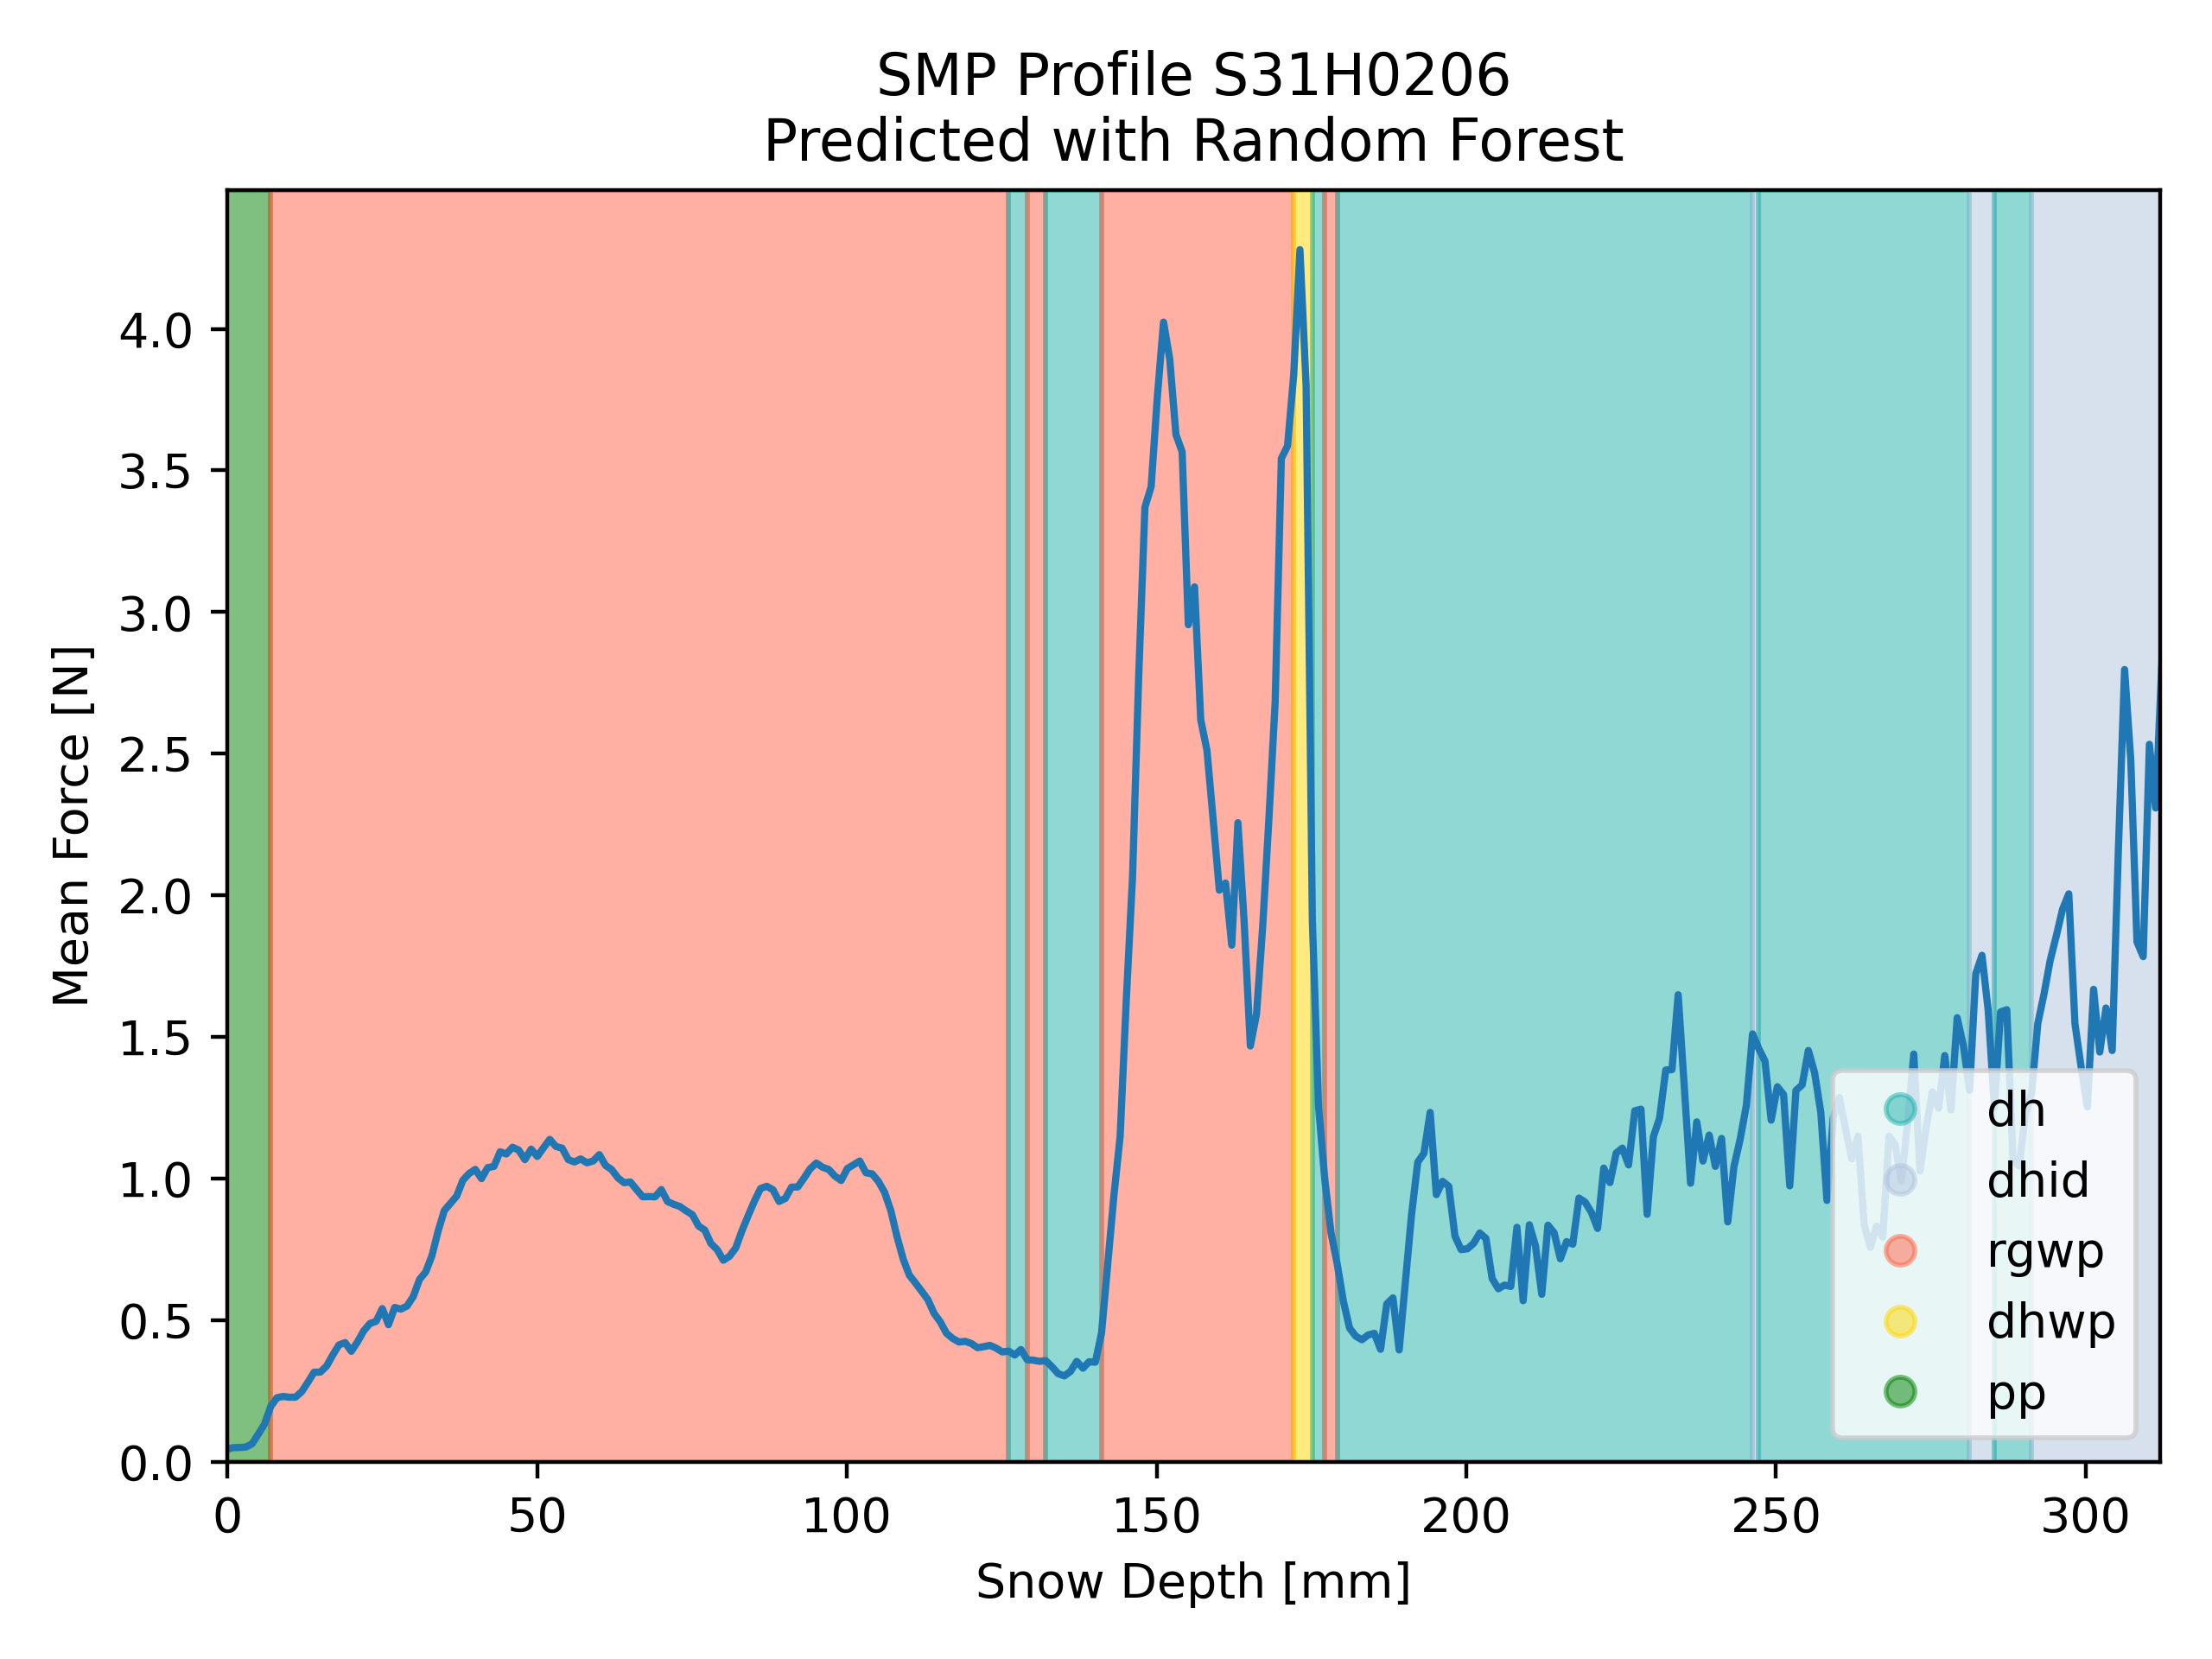 SMP Profile S31H0206
Predicted with Random Forest
Mean Force [N]
4.0
3.5
3.0
2.5
2.0
1.5
1.0
0.5
0.0
dh
dhid
rgwp
dhwp
pp
0 50 100 150 200 250 300
Snow Depth [mm]